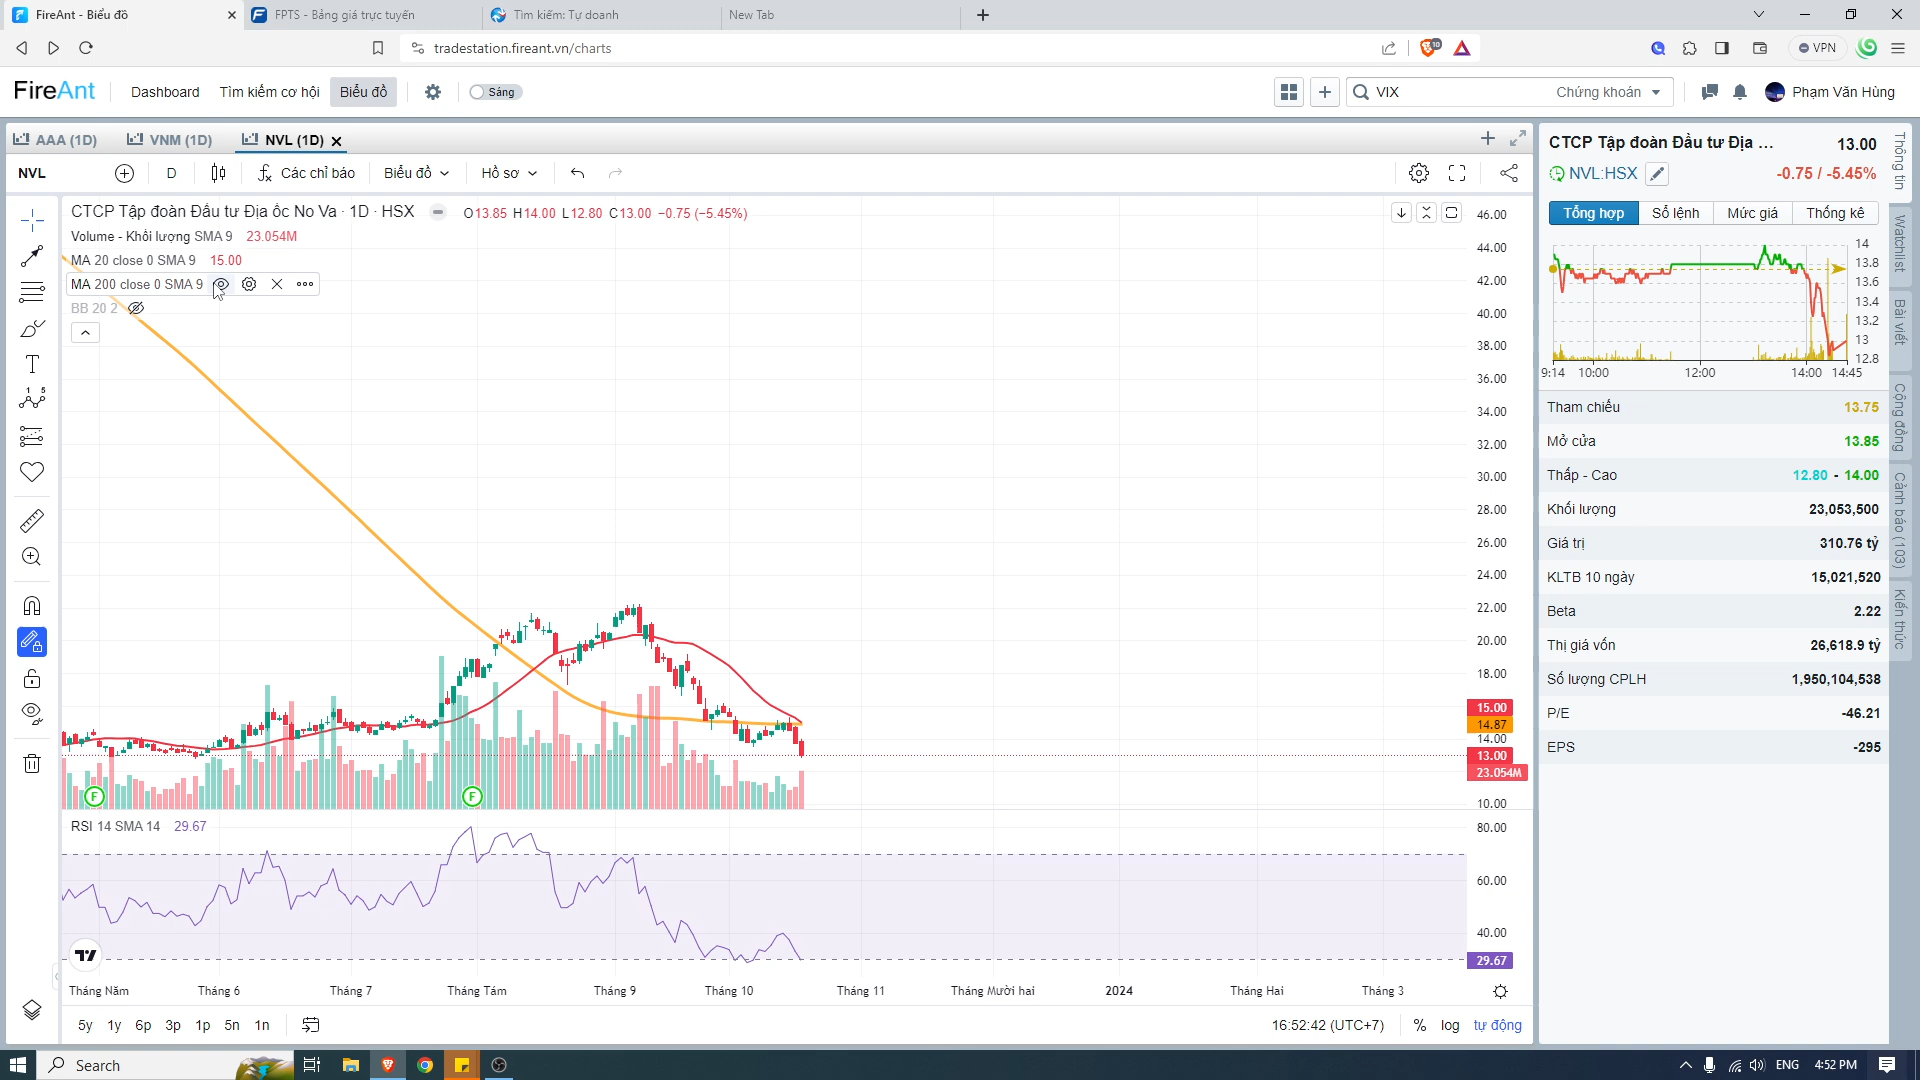 FireAnt - Biểu đồ
FPTS - Bảng giá trực tuyến
Tìm kiếm: Tự doanh
New Tab
tradestation.fireant.vn/charts
10
VPN
FireAnt
Dashboard
Tìm kiếm cơ hội
Biểu đồ
Sáng
VIX
Chứng khoán
Phạm Văn Hùng
AAA (1D)
VNM (1D)
NVL (1D)
NVL
D
Các chỉ báo
Biểu đồ
Hồ sơ
CTCP Tập đoàn Đầu tư Địa ốc No Va · 1D · HSX
O13.85 H14.00 L12.80 C13.00 −0.75 (−5.45%)
Volume - Khối lượng SMA 9 23.054M
MA 20 close 0 SMA 9 15.00
MA 200 close 0 SMA 9
BB 20 2
46.00
44.00
42.00
40.00
38.00
36.00
34.00
32.00
30.00
28.00
26.00
24.00
22.00
20.00
18.00
15.00
14.87
14.00
13.00
23.054M
10.00
F
F
RSI 14 SMA 14 29.67
80.00
60.00
40.00
29.67
Tháng Năm
Tháng 6
Tháng 7
Tháng Tám
Tháng 9
Tháng 10
Tháng 11
Tháng Mười hai
2024
Tháng Hai
Tháng 3
5y 1y 6p 3p 1p 5n 1n
16:52:42 (UTC+7)
% log tự động
CTCP Tập đoàn Đầu tư Địa ... 13.00
NVL:HSX -0.75 / -5.45%
Tổng hợp
Sổ lệnh
Mức giá
Thống kê
14
13.8
13.6
13.4
13.2
13
12.8
9:14 10:00 12:00 14:00 14:45
Tham chiếu 13.75
Mở cửa 13.85
Thấp - Cao 12.80 - 14.00
Khối lượng 23,053,500
Giá trị 310.76 tỷ
KLTB 10 ngày 15,021,520
Beta 2.22
Thị giá vốn 26,618.9 tỷ
Số lượng CPLH 1,950,104,538
P/E -46.21
EPS -295
Thông tin
Watchlist
Bài viết
Cộng đồng
Cảnh báo (103)
Kiến thức
Search
ENG
4:52 PM